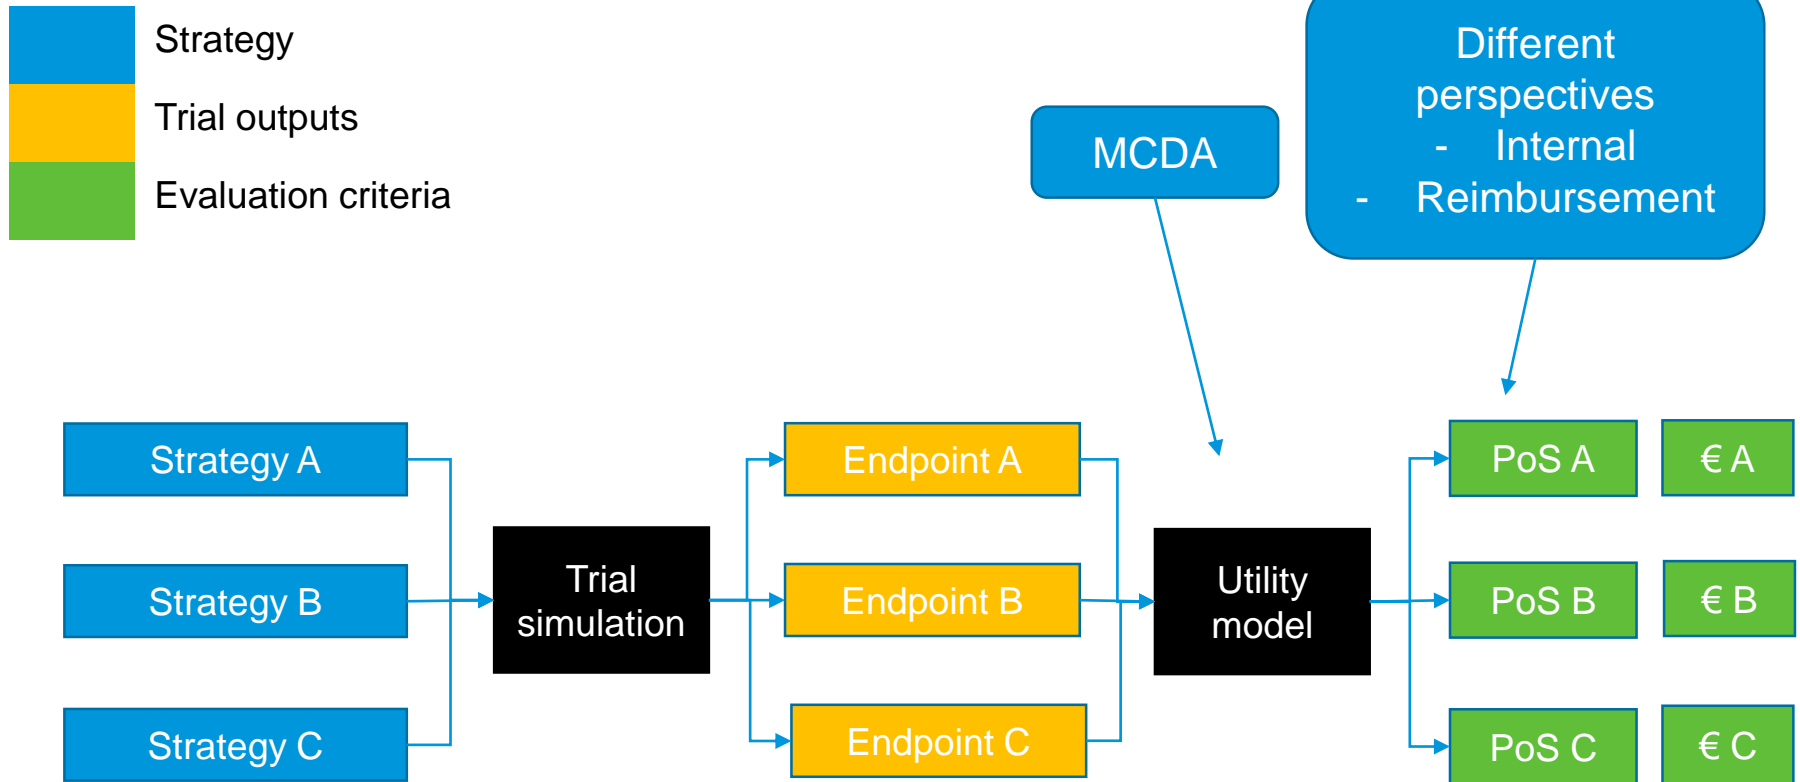 Strategy
Trial outputs
Evaluation criteria
MCDA
Different
perspectives
- Internal
- Reimbursement
Strategy A
Strategy B
Strategy C
Trial
simulation
Endpoint A
Endpoint B
Endpoint C
Utility
model
PoS A
€ A
PoS B
€ B
PoS C
€ C